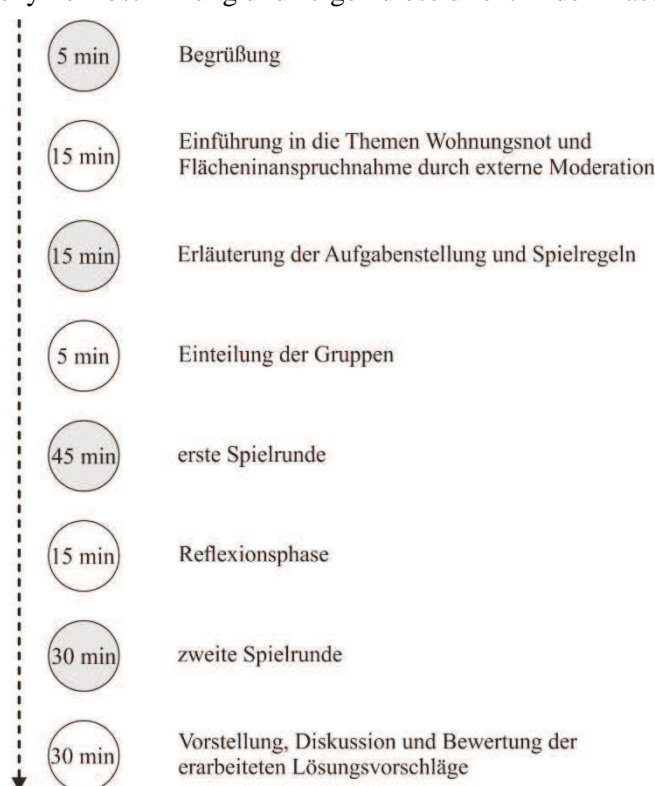 5 min
Begrüßung
15 min
Einführung in die Themen Wohnungsnot und
Flächeninanspruchnahme durch externe Moderation
15 min
Erläuterung der Aufgabenstellung und Spielregeln
5 min
Einteilung der Gruppen
45 min
erste Spielrunde
15 min
Reflexionsphase
30 min
zweite Spielrunde
30 min
Vorstellung, Diskussion und Bewertung der
erarbeiteten Lösungsvorschläge